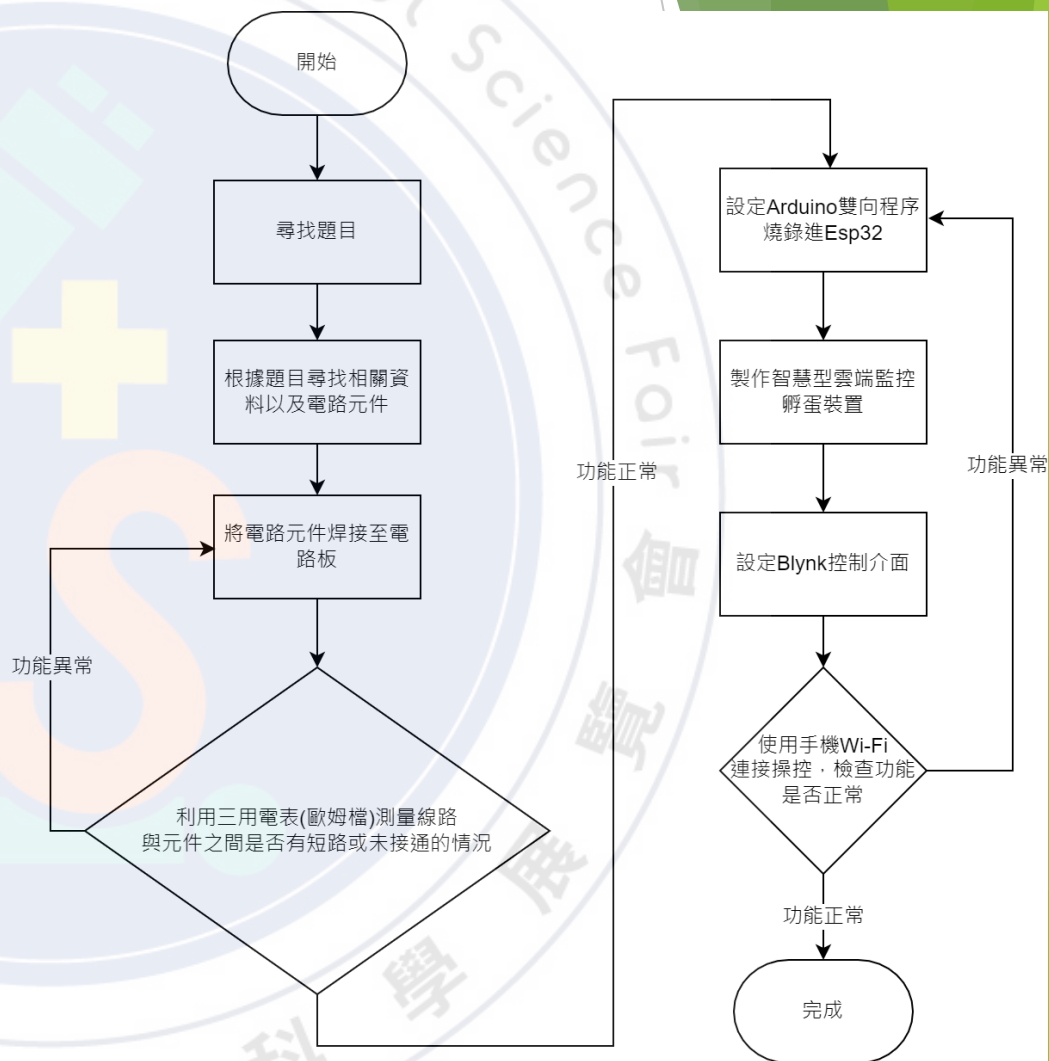 開始
尋找題目
根據題目尋找相關資
料以及電路元件
將電路元件焊接至電
路板
功能異常
利用三用電表(歐姆檔)測量線路
與元件之間是否有短路或未接通的情況
功能正常
設定Arduino雙向程序
燒錄進Esp32
製作智慧型雲端監控
孵蛋裝置
設定Blynk控制介面
功能異常
使用手機Wi-Fi
連接操控，檢查功能
是否正常
功能正常
完成
Science Fair
科學展覽會